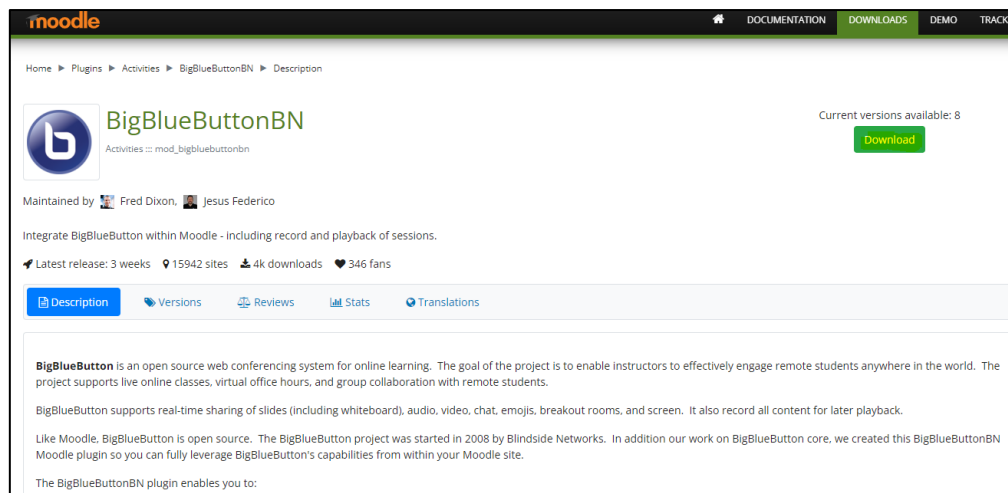 moodle
DOCUMENTATION DOWNLOADS DEMO TRACK
Home ▶ Plugins ▶ Activities ▶ BigBlueButtonBN ▶ Description
BigBlueButtonBN
Activities ::: mod_bigbluebuttonbn
Current versions available: 8
Download
Maintained by Fred Dixon, Jesus Federico
Integrate BigBlueButton within Moodle - including record and playback of sessions.
Latest release: 3 weeks 15942 sites 4k downloads 346 fans
Description Versions Reviews Stats Translations
BigBlueButton is an open source web conferencing system for online learning. The goal of the project is to enable instructors to effectively engage remote students anywhere in the world. The
project supports live online classes, virtual office hours, and group collaboration with remote students.
BigBlueButton supports real-time sharing of slides (including whiteboard), audio, video, chat, emojis, breakout rooms, and screen. It also record all content for later playback.
Like Moodle, BigBlueButton is open source. The BigBlueButton project was started in 2008 by Blindside Networks. In addition our work on BigBlueButton core, we created this BigBlueButtonBN
Moodle plugin so you can fully leverage BigBlueButton's capabilities from within your Moodle site.
The BigBlueButtonBN plugin enables you to: